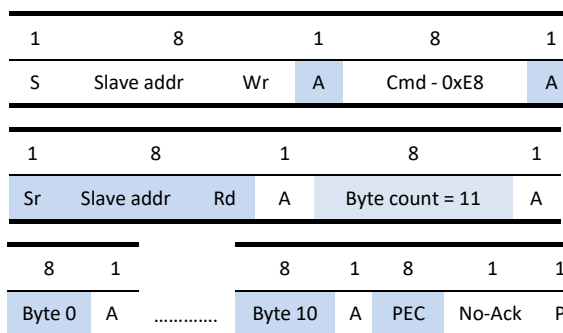 1 8 1 8 1
S Slave addr Wr A Cmd - 0xE8 A
1 8 1 8 1
Sr Slave addr Rd A Byte count = 11 A
8 1 8 1 8 1 1
Byte 0 A …………. Byte 10 A PEC No-Ack P